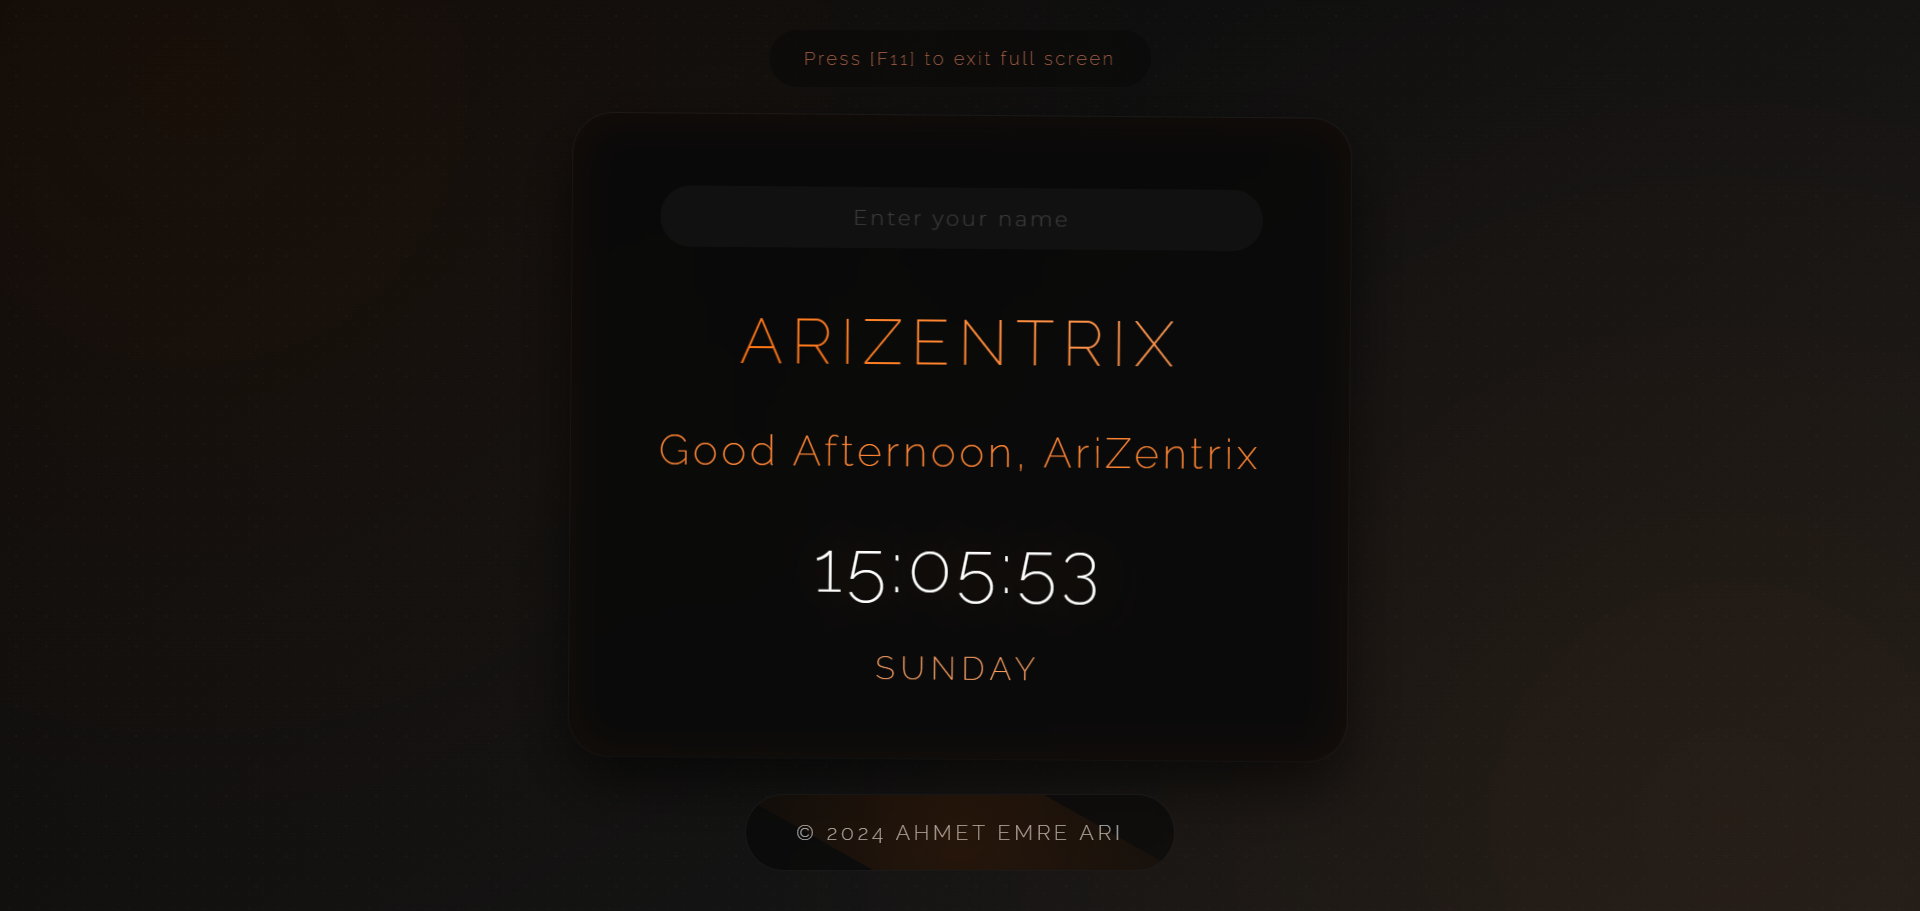 Press [F11] to exit full screen
Enter your name
ARIZENTRIX
Good Afternoon, AriZentrix
15:05:53
SUNDAY
© 2024 AHMET EMRE ARI